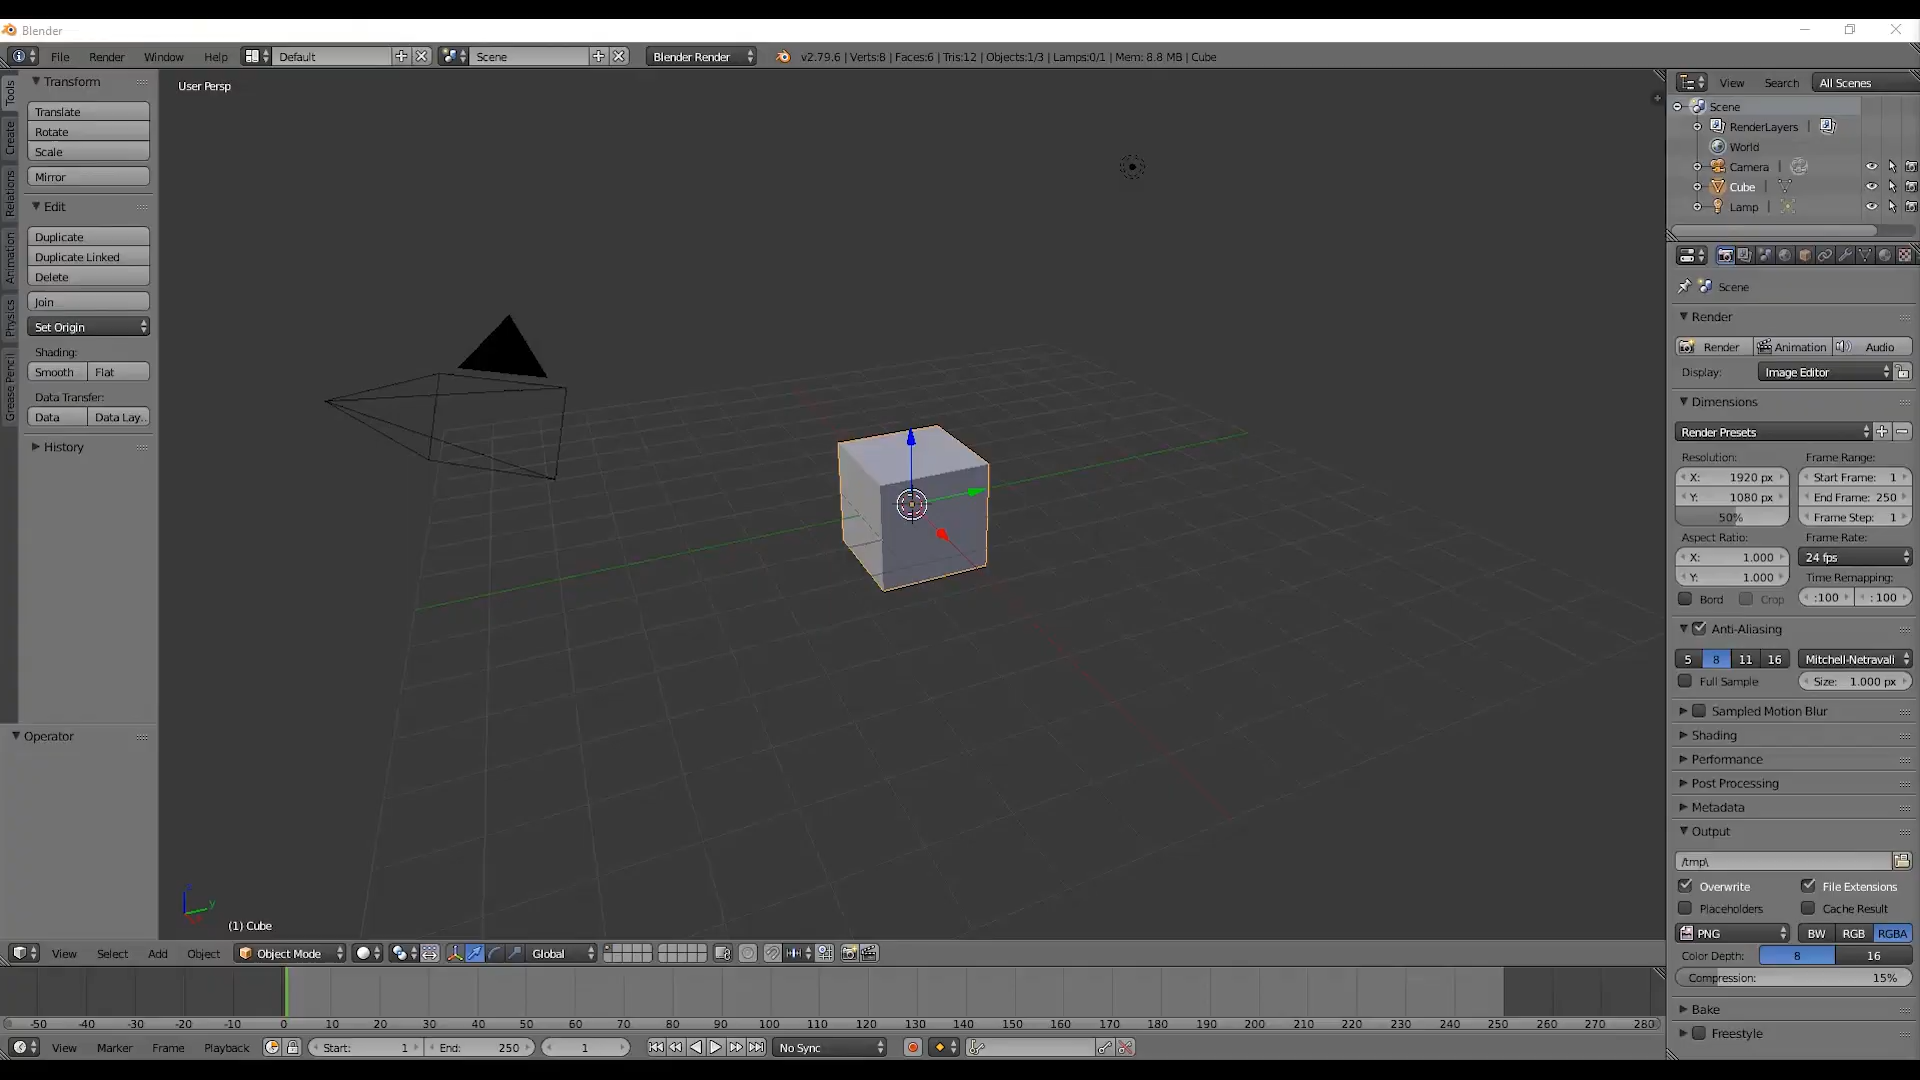 Blender
File Render Window Help Default Scene Blender Render v2.79.6 | Verts:8 | Faces:6 | Tris:12 | Objects:1/3 | Lamps:0/1 | Mem: 8.8 MB | Cube
Tools
Create
Relations
Animation
Physics
Grease Pencil
Transform
Translate
Rotate
Scale
Mirror
Edit
Duplicate
Duplicate Linked
Delete
Join
Set Origin
Shading:
Smooth Flat
Data Transfer:
Data Data Lay..
History
Operator
User Persp
(1) Cube
View Search All Scenes
Scene
RenderLayers |
World
Camera |
Cube |
Lamp |
Scene
Render
Render Animation Audio
Display: Image Editor
Dimensions
Render Presets
Resolution: Frame Range:
X: 1920 px Start Frame: 1
Y: 1080 px End Frame: 250
50% Frame Step: 1
Aspect Ratio: Frame Rate:
X: 1.000 24 fps
Y: 1.000 Time Remapping:
Bord Crop :100 : 100
Anti-Aliasing
5 8 11 16 Mitchell-Netravali
Full Sample Size: 1.000 px
Sampled Motion Blur
Shading
Performance
Post Processing
Metadata
Output
/tmp\
Overwrite File Extensions
Placeholders Cache Result
PNG BW RGB RGBA
Color Depth: 8 16
Compression: 15%
Bake
Freestyle
View Select Add Object Object Mode Global
-50 -40 -30 -20 -10 0 10 20 30 40 50 60 70 80 90 100 110 120 130 140 150 160 170 180 190 200 210 220 230 240 250 260 270 280
View Marker Frame Playback Start: 1 End: 250 1 No Sync